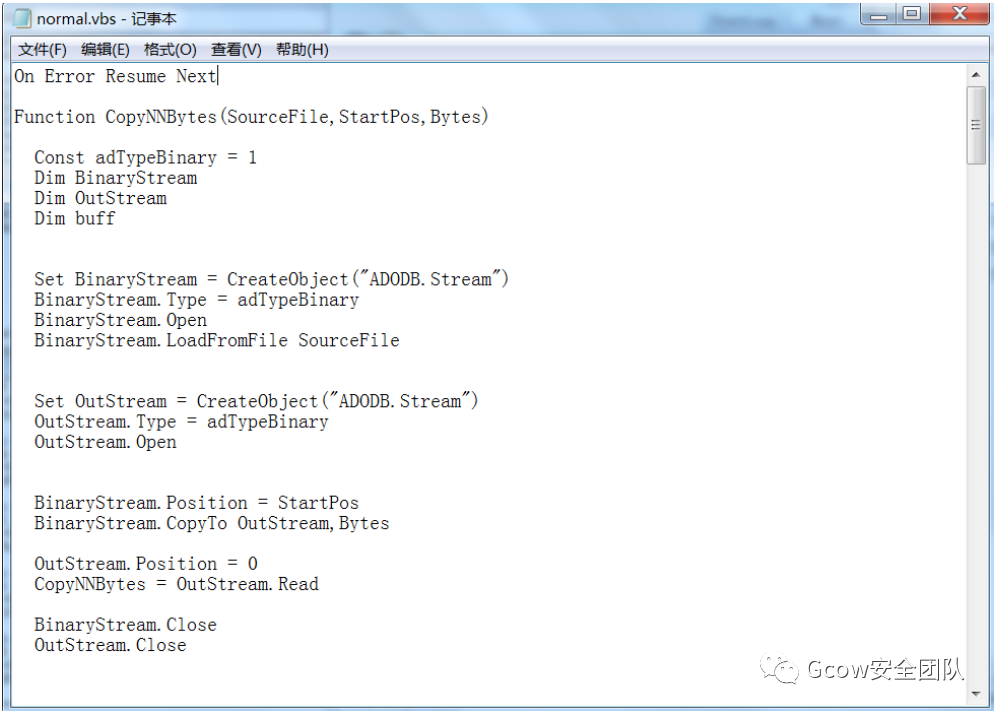 normal.vbs - 记事本
文件(F) 编辑(E) 格式(O) 查看(V) 帮助(H)
On Error Resume Next
Function CopyNNBytes(SourceFile,StartPos,Bytes)
Const adTypeBinary = 1
Dim BinaryStream
Dim OutStream
Dim buff
Set BinaryStream = CreateObject("ADODB.Stream")
BinaryStream.Type = adTypeBinary
BinaryStream.Open
BinaryStream.LoadFromFile SourceFile
Set OutStream = CreateObject("ADODB.Stream")
OutStream.Type = adTypeBinary
OutStream.Open
BinaryStream.Position = StartPos
BinaryStream.CopyTo OutStream,Bytes
OutStream.Position = 0
CopyNNBytes = OutStream.Read
BinaryStream.Close
OutStream.Close
Gcow安全团队